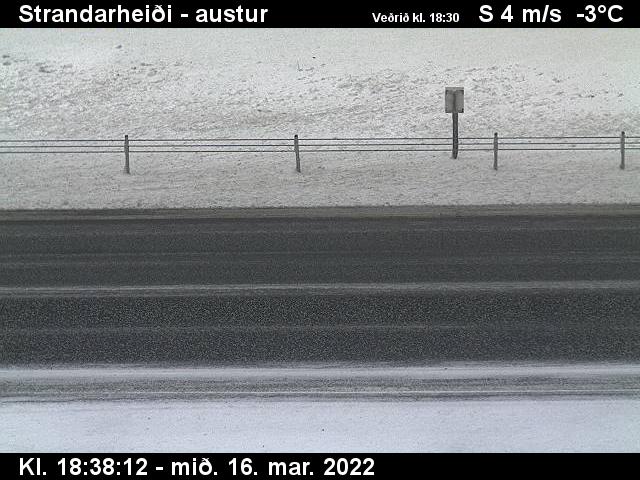 Strandarheiði - austur Veðrið kl. 18:30 S 4 m/s -3°C
Kl. 18:38:12 - mið. 16. mar. 2022